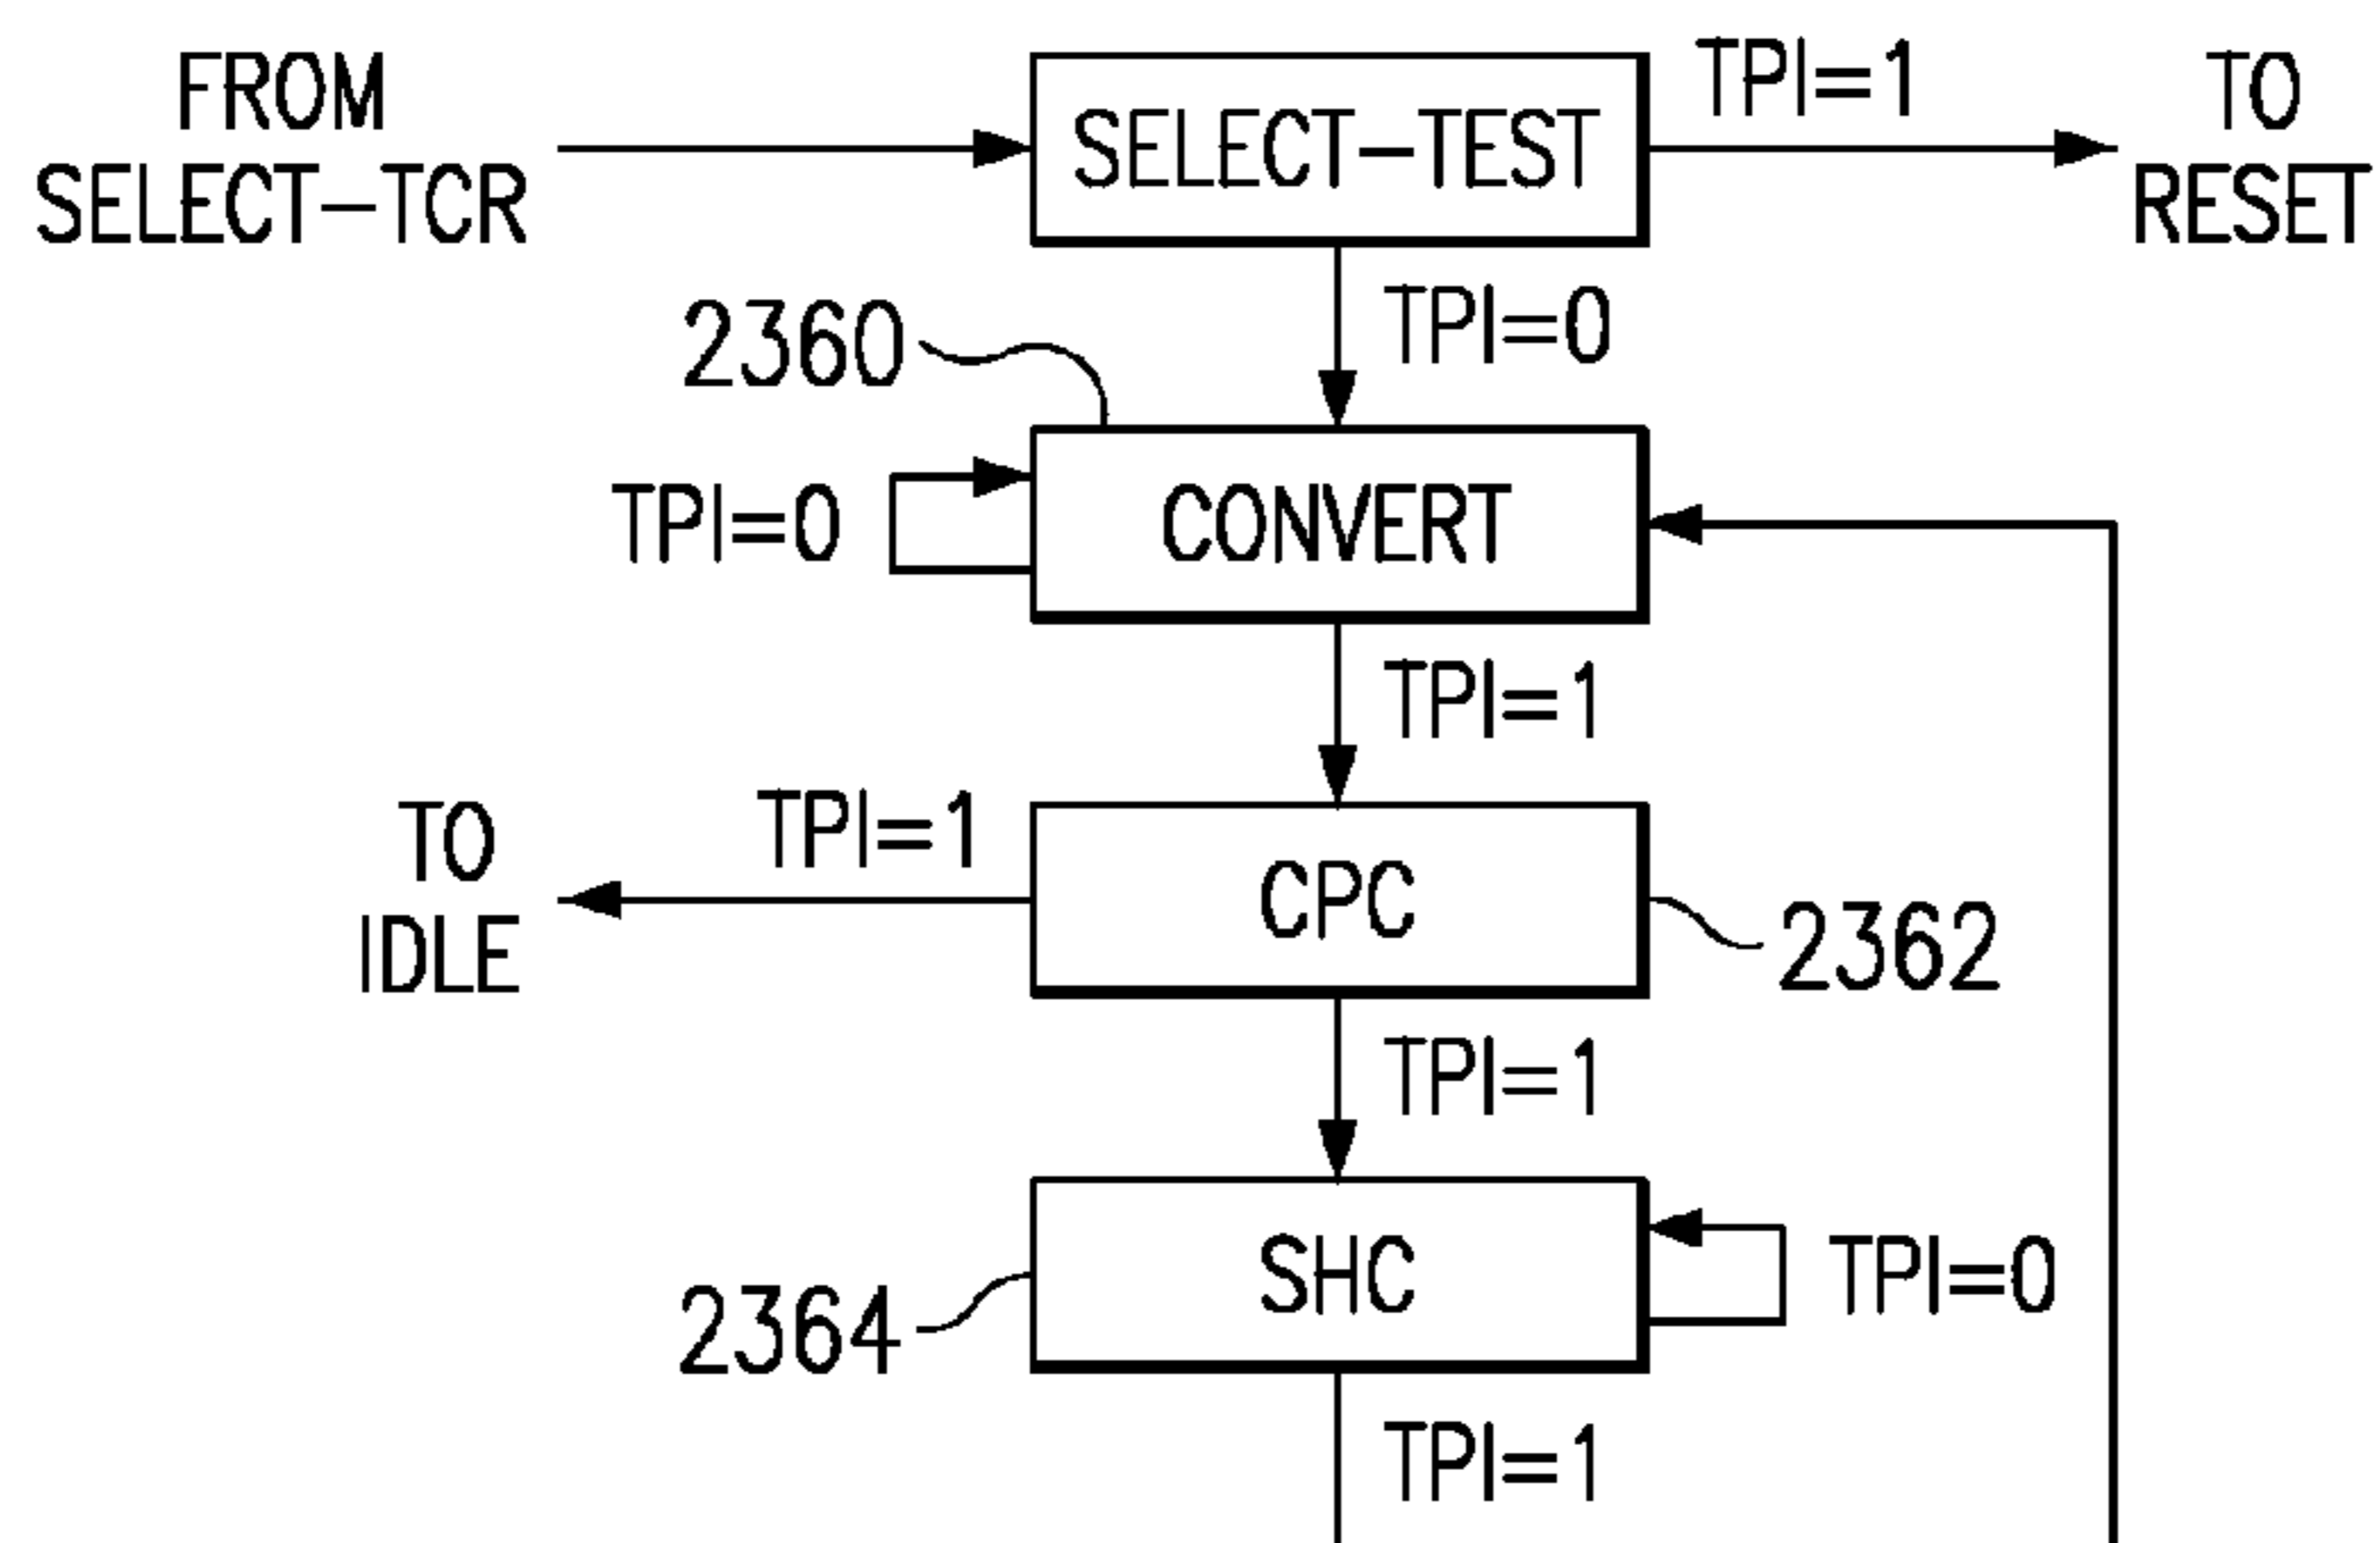 FROM
SELECT-TCR
SELECT-TEST
TPI=1
TO
RESET
TPI=0
2360
TPI=0
CONVERT
TPI=1
TO
IDLE
TPI=1
CPC
2362
TPI=1
SHC
TPI=0
2364
TPI=1